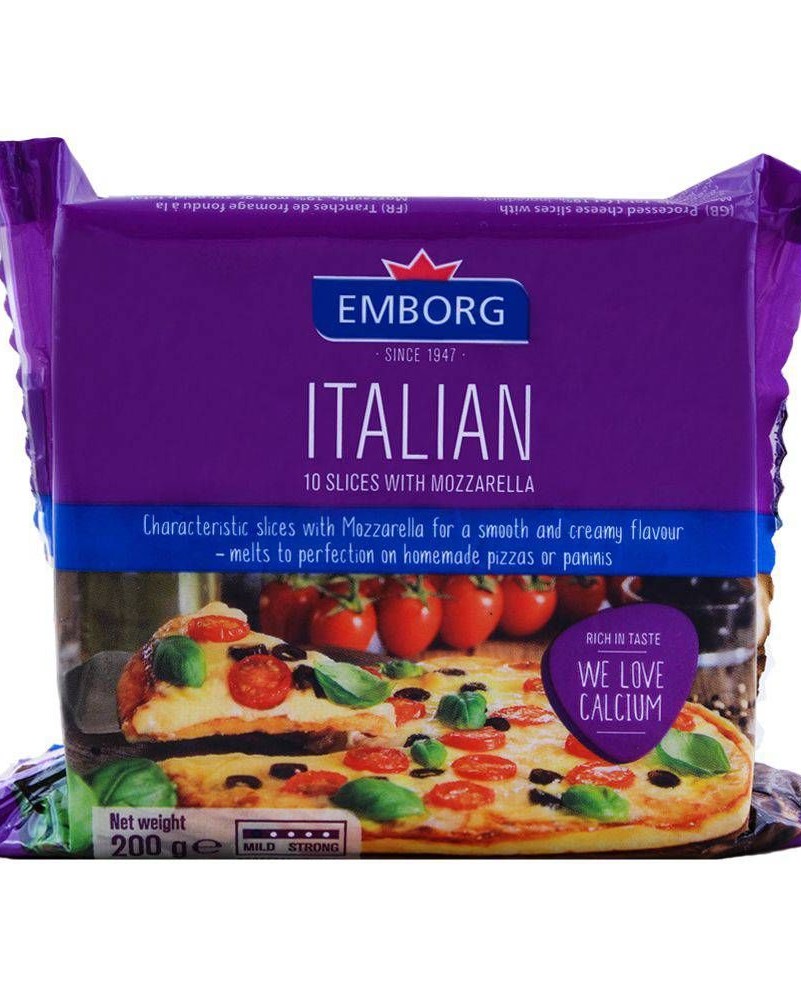 (FR) Tranches de fromage fondu à la
(GB) Processed cheese slices with
EMBORG
· SINCE 1947 ·
ITALIAN
10 SLICES WITH MOZZARELLA
Characteristic slices with Mozzarella for a smooth and creamy flavour
– melts to perfection on homemade pizzas or paninis
RICH IN TASTE
WE LOVE
CALCIUM
Net weight
200 g ℮
MILD STRONG